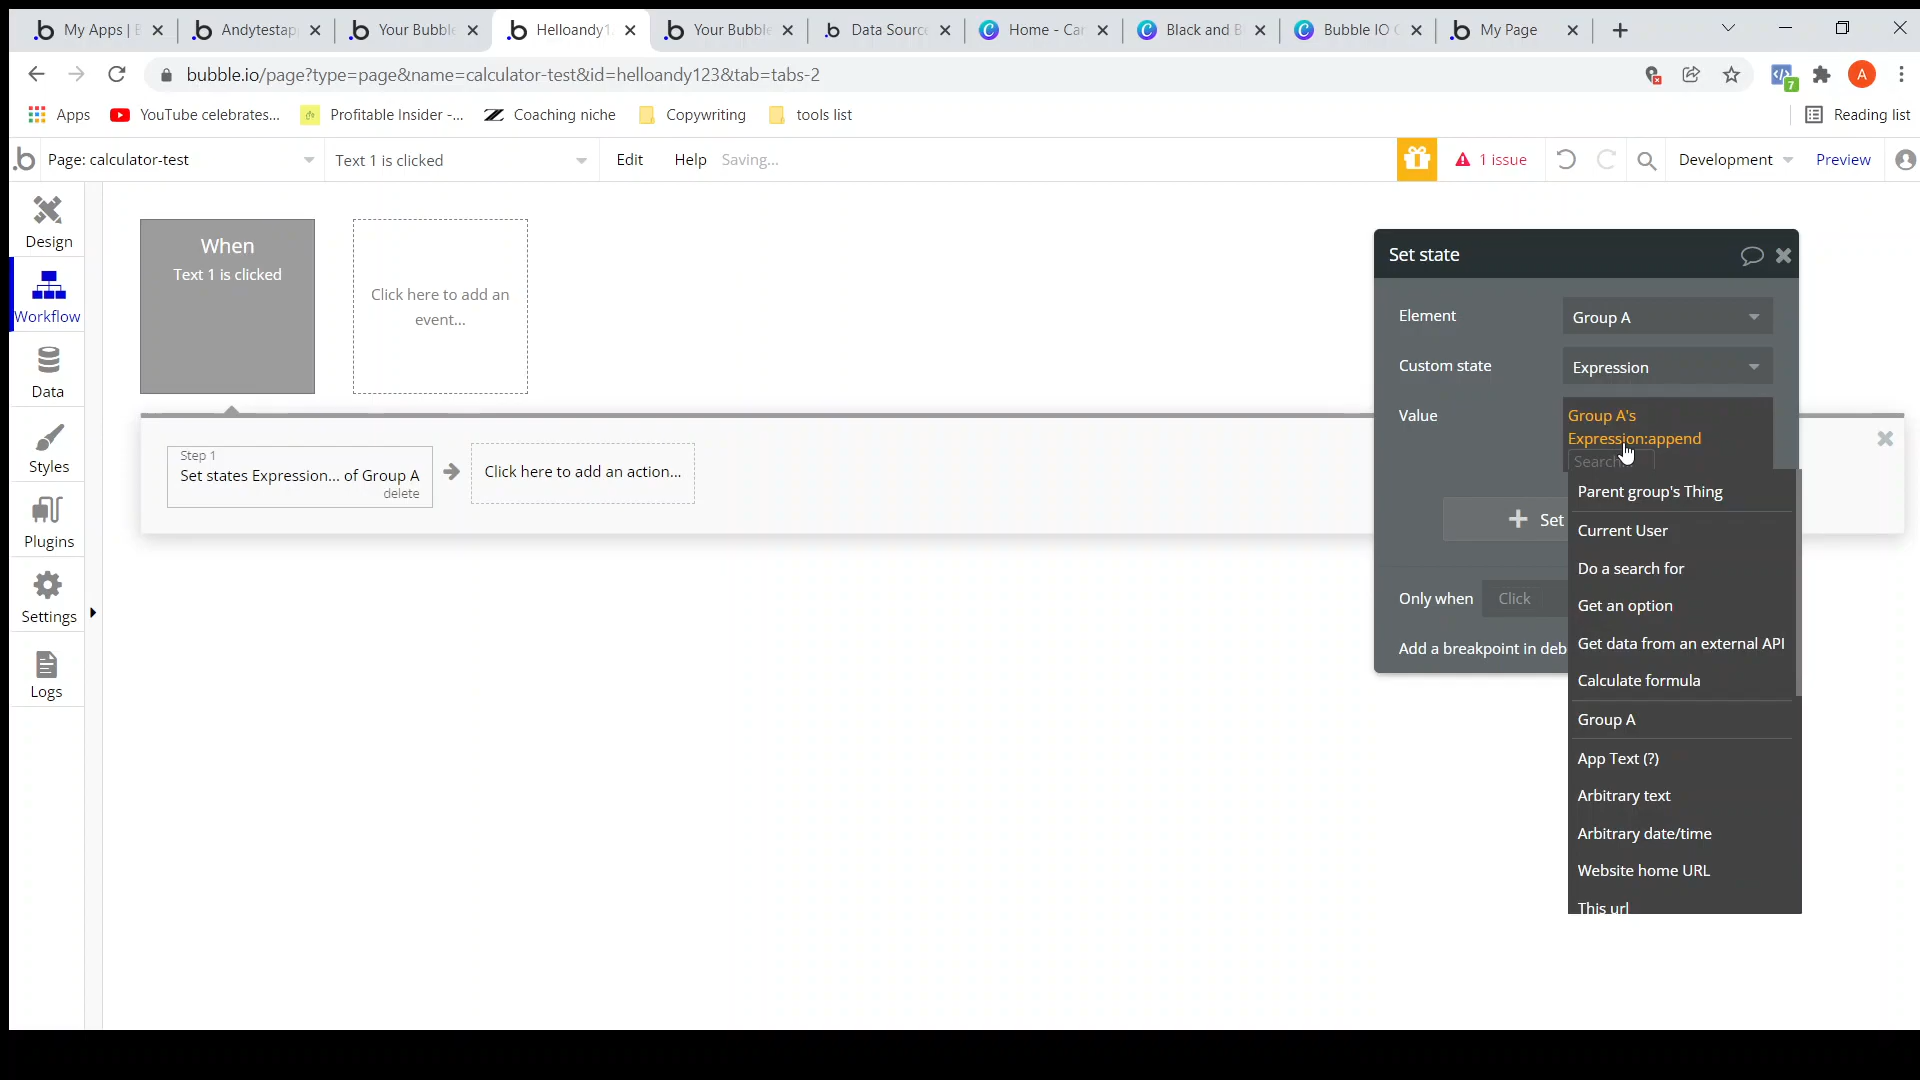 My Apps | B
Andytestap
Your Bubble
Helloandy1
Your Bubble
Data Source
Home - Ca
Black and B
Bubble IO
My Page
bubble.io/page?type=page&name=calculator-test&id=helloandy123&tab=tabs-2
7
A
Apps
YouTube celebrates...
Profitable Insider -...
Coaching niche
Copywriting
tools list
Reading list
Page: calculator-test
Text 1 is clicked
Edit
Help
Saving...
1 issue
Development
Preview
Design
Workflow
Data
Styles
Plugins
Settings
Logs
When
Text 1 is clicked
Click here to add an
event...
Step 1
Set states Expression... of Group A
delete
Click here to add an action...
Set state
Element
Group A
Custom state
Expression
Value
Group A's
Expression:append
Search...
Set
Only when
Click
Add a breakpoint in deb
Parent group's Thing
Current User
Do a search for
Get an option
Get data from an external API
Calculate formula
Group A
App Text (?)
Arbitrary text
Arbitrary date/time
Website home URL
This url